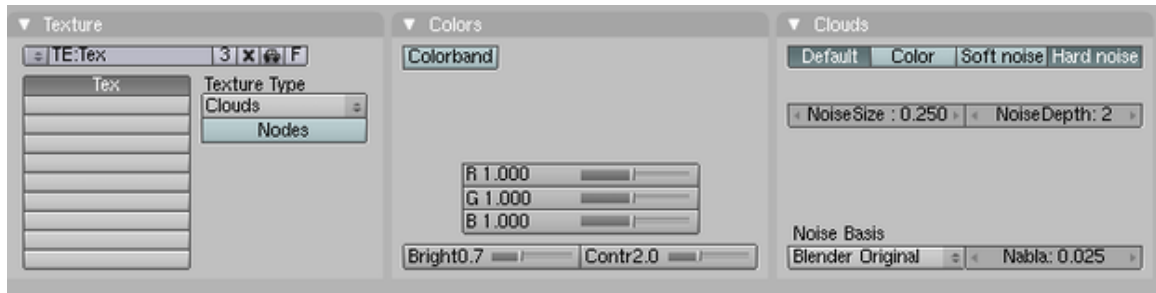 Texture
TE:Tex 3 X F
Tex
Texture Type
Clouds
Nodes
Colors
Colorband
R 1.000
G 1.000
B 1.000
Bright0.7 Contr2.0
Clouds
Default Color Soft noise Hard noise
NoiseSize : 0.250 NoiseDepth: 2
Noise Basis
Blender Original Nabla: 0.025